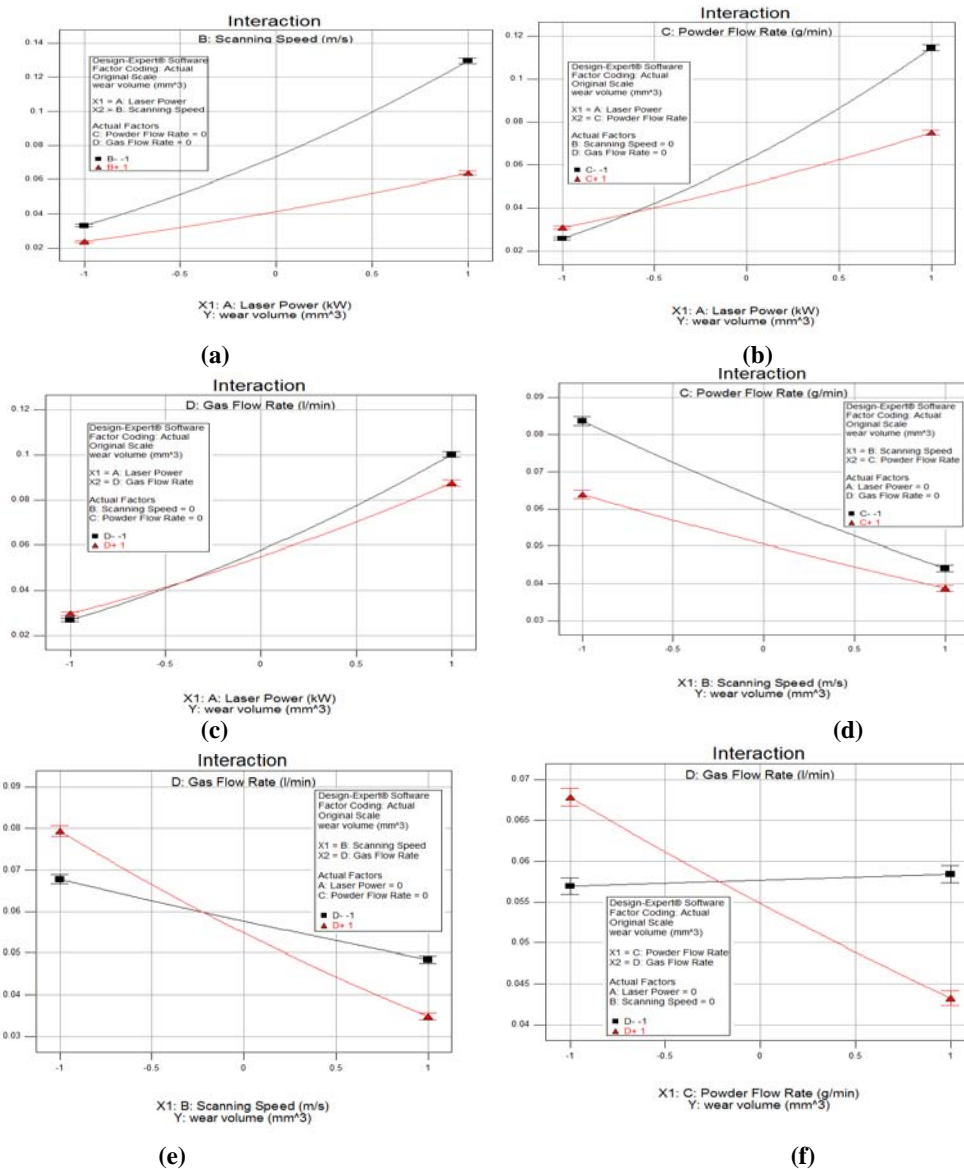 Interaction
B: Scanning Speed (m/s)
0.14
0.12
0.1
0.08
0.06
0.04
0.02
Design-Expert® Software
Factor Coding: Actual
Original Scale
wear volume (mm^3)
X1 = A: Laser Power
X2 = B: Scanning Speed
Actual Factors
C: Powder Flow Rate = 0
D: Gas Flow Rate = 0
B- -1
B+ 1
-1 -0.5 0 0.5 1
X1: A: Laser Power (kW)
Y: wear volume (mm^3)
(a)
Interaction
C: Powder Flow Rate (g/min)
0.12
0.1
0.08
0.06
0.04
0.02
Design-Expert® Software
Factor Coding: Actual
Original Scale
wear volume (mm^3)
X1 = A: Laser Power
X2 = C: Powder Flow Rate
Actual Factors
B: Scanning Speed = 0
D: Gas Flow Rate = 0
C- -1
C+ 1
-1 -0.5 0 0.5 1
X1: A: Laser Power (kW)
Y: wear volume (mm^3)
(b)
Interaction
D: Gas Flow Rate (l/min)
0.12
0.1
0.08
0.06
0.04
0.02
Design-Expert® Software
Factor Coding: Actual
Original Scale
wear volume (mm^3)
X1 = A: Laser Power
X2 = D: Gas Flow Rate
Actual Factors
B: Scanning Speed = 0
C: Powder Flow Rate = 0
D- -1
D+ 1
-1 -0.5 0 0.5 1
X1: A: Laser Power (kW)
Y: wear volume (mm^3)
(c)
Interaction
C: Powder Flow Rate (g/min)
0.09
0.08
0.07
0.06
0.05
0.04
0.03
Design-Expert® Software
Factor Coding: Actual
Original Scale
wear volume (mm^3)
X1 = B: Scanning Speed
X2 = C: Powder Flow Rate
Actual Factors
A: Laser Power = 0
D: Gas Flow Rate = 0
C- -1
C+ 1
-1 -0.5 0 0.5 1
X1: B: Scanning Speed (m/s)
Y: wear volume (mm^3)
(d)
Interaction
D: Gas Flow Rate (l/min)
0.09
0.08
0.07
0.06
0.05
0.04
0.03
Design-Expert® Software
Factor Coding: Actual
Original Scale
wear volume (mm^3)
X1 = B: Scanning Speed
X2 = D: Gas Flow Rate
Actual Factors
A: Laser Power = 0
C: Powder Flow Rate = 0
D- -1
D+ 1
-1 -0.5 0 0.5 1
X1: B: Scanning Speed (m/s)
Y: wear volume (mm^3)
(e)
Interaction
D: Gas Flow Rate (l/min)
0.07
0.065
0.06
0.055
0.05
0.045
0.04
Design-Expert® Software
Factor Coding: Actual
Original Scale
wear volume (mm^3)
X1 = C: Powder Flow Rate
X2 = D: Gas Flow Rate
Actual Factors
A: Laser Power = 0
B: Scanning Speed = 0
D- -1
D+ 1
-1 -0.5 0 0.5 1
X1: C: Powder Flow Rate (g/min)
Y: wear volume (mm^3)
(f)